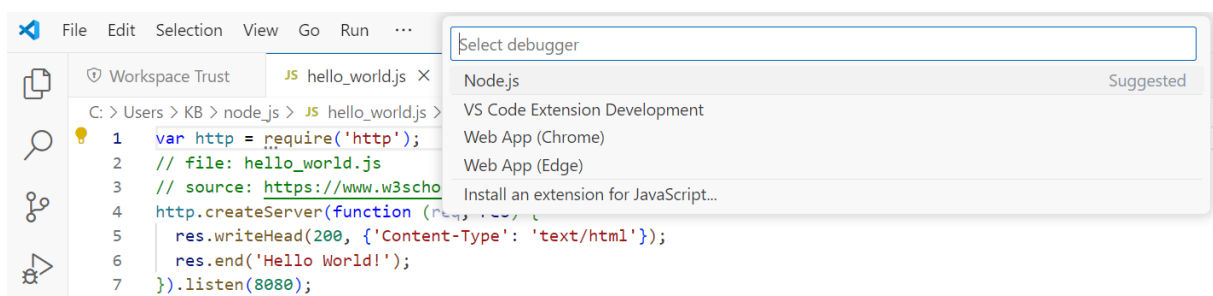 File Edit Selection View Go Run ···
Select debugger
Node.js Suggested
VS Code Extension Development
Web App (Chrome)
Web App (Edge)
Install an extension for JavaScript...
Workspace Trust JS hello_world.js ×
C: > Users > KB > node_js > JS hello_world.js >
1 var http = require('http');
2 // file: hello_world.js
3 // source: https://www.w3scho
4 http.createServer(function (req, res) {
5 res.writeHead(200, {'Content-Type': 'text/html'});
6 res.end('Hello World!');
7 }).listen(8080);